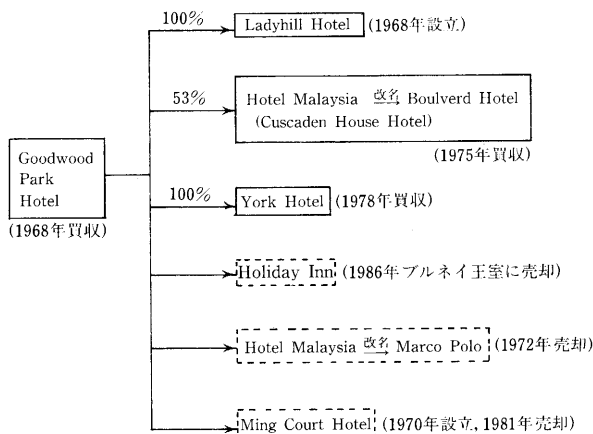 100%
Ladyhill Hotel (1968年設立)
53%
Hotel Malaysia 改名→ Boulverd Hotel
(Cuscaden House Hotel)
(1975年買収)
Goodwood
Park
Hotel
(1968年買収)
100%
York Hotel (1978年買収)
Holiday Inn (1986年ブルネイ王室に売却)
Hotel Malaysia 改名→ Marco Polo (1972年売却)
Ming Court Hotel (1970年設立, 1981年売却)